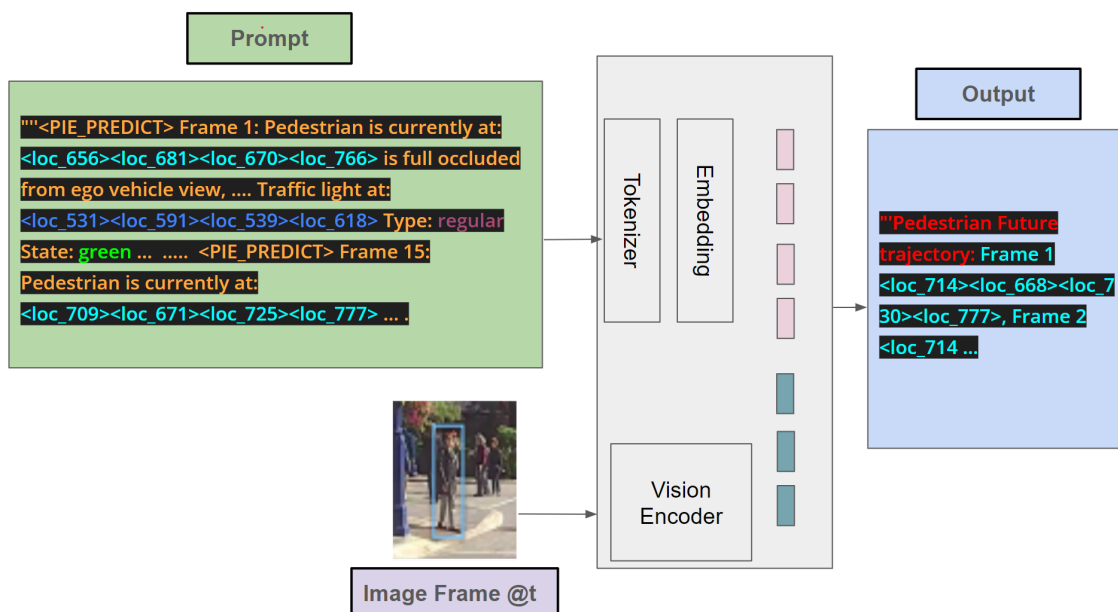 Prompt
"''<PIE_PREDICT> Frame 1: Pedestrian is currently at:
<loc_656><loc_681><loc_670><loc_766> is full occluded
from ego vehicle view, .... Traffic light at:
<loc_531><loc_591><loc_539><loc_618> Type: regular
State: green ... ..... <PIE_PREDICT> Frame 15:
Pedestrian is currently at:
<loc_709><loc_671><loc_725><loc_777> ... .
Tokenizer
Embedding
Vision
Encoder
Image Frame @t
Output
"'Pedestrian Future
trajectory: Frame 1
<loc_714><loc_668><loc_7
30><loc_777>, Frame 2
<loc_714 ...